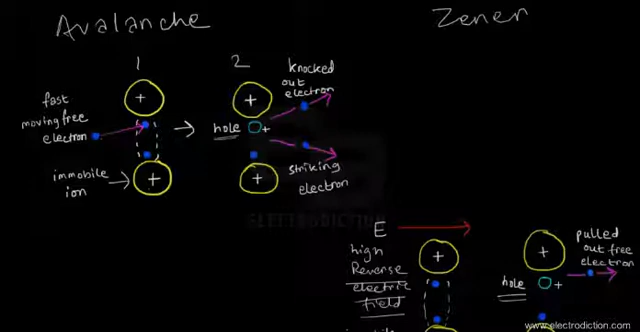 Avalanche
Zener
1
2
fast
moving free
electron
+
immobile
ion
+
+
hole
+
+
knocked
out
electron
striking
electron
ELECTRODICTION
E
high
Reverse
electric
field
+
+
hole
+
pulled
out free
electron
www.electrodiction.com